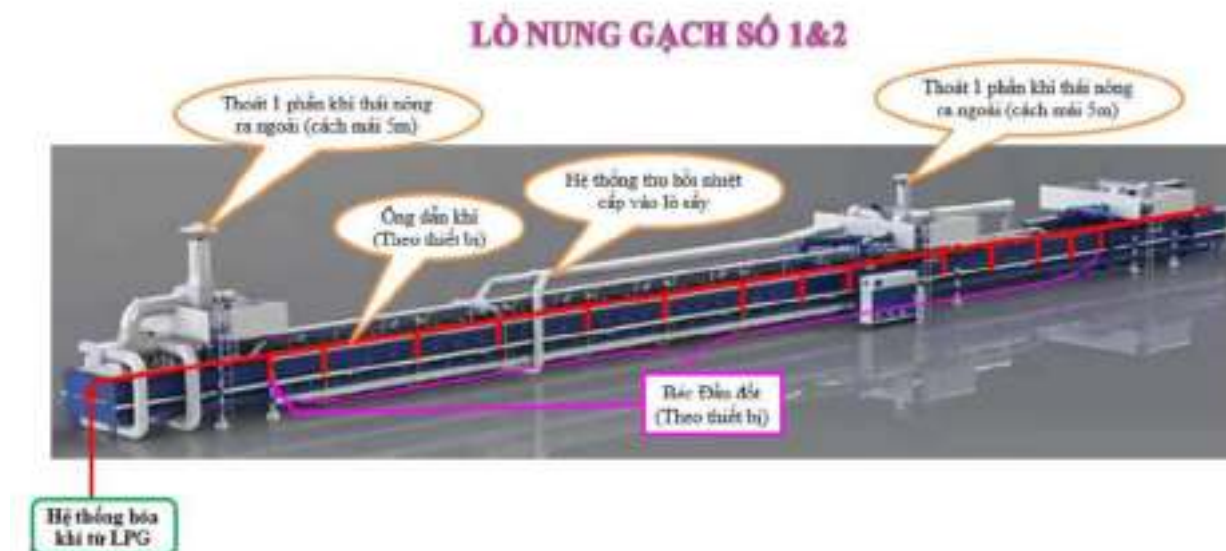 LÒ NUNG GẠCH SỐ 1&2
Thoát 1 phần khí thải nóng
ra ngoài (cách mái 5m)
Thoát 1 phần khí thải nóng
ra ngoài (cách mái 5m)
Hệ thống thu hồi nhiệt
cấp vào lò sấy
Ống dẫn khí
(Theo thiết bị)
Béc Đầu đốt
(Theo thiết bị)
Hệ thống hóa
khí từ LPG